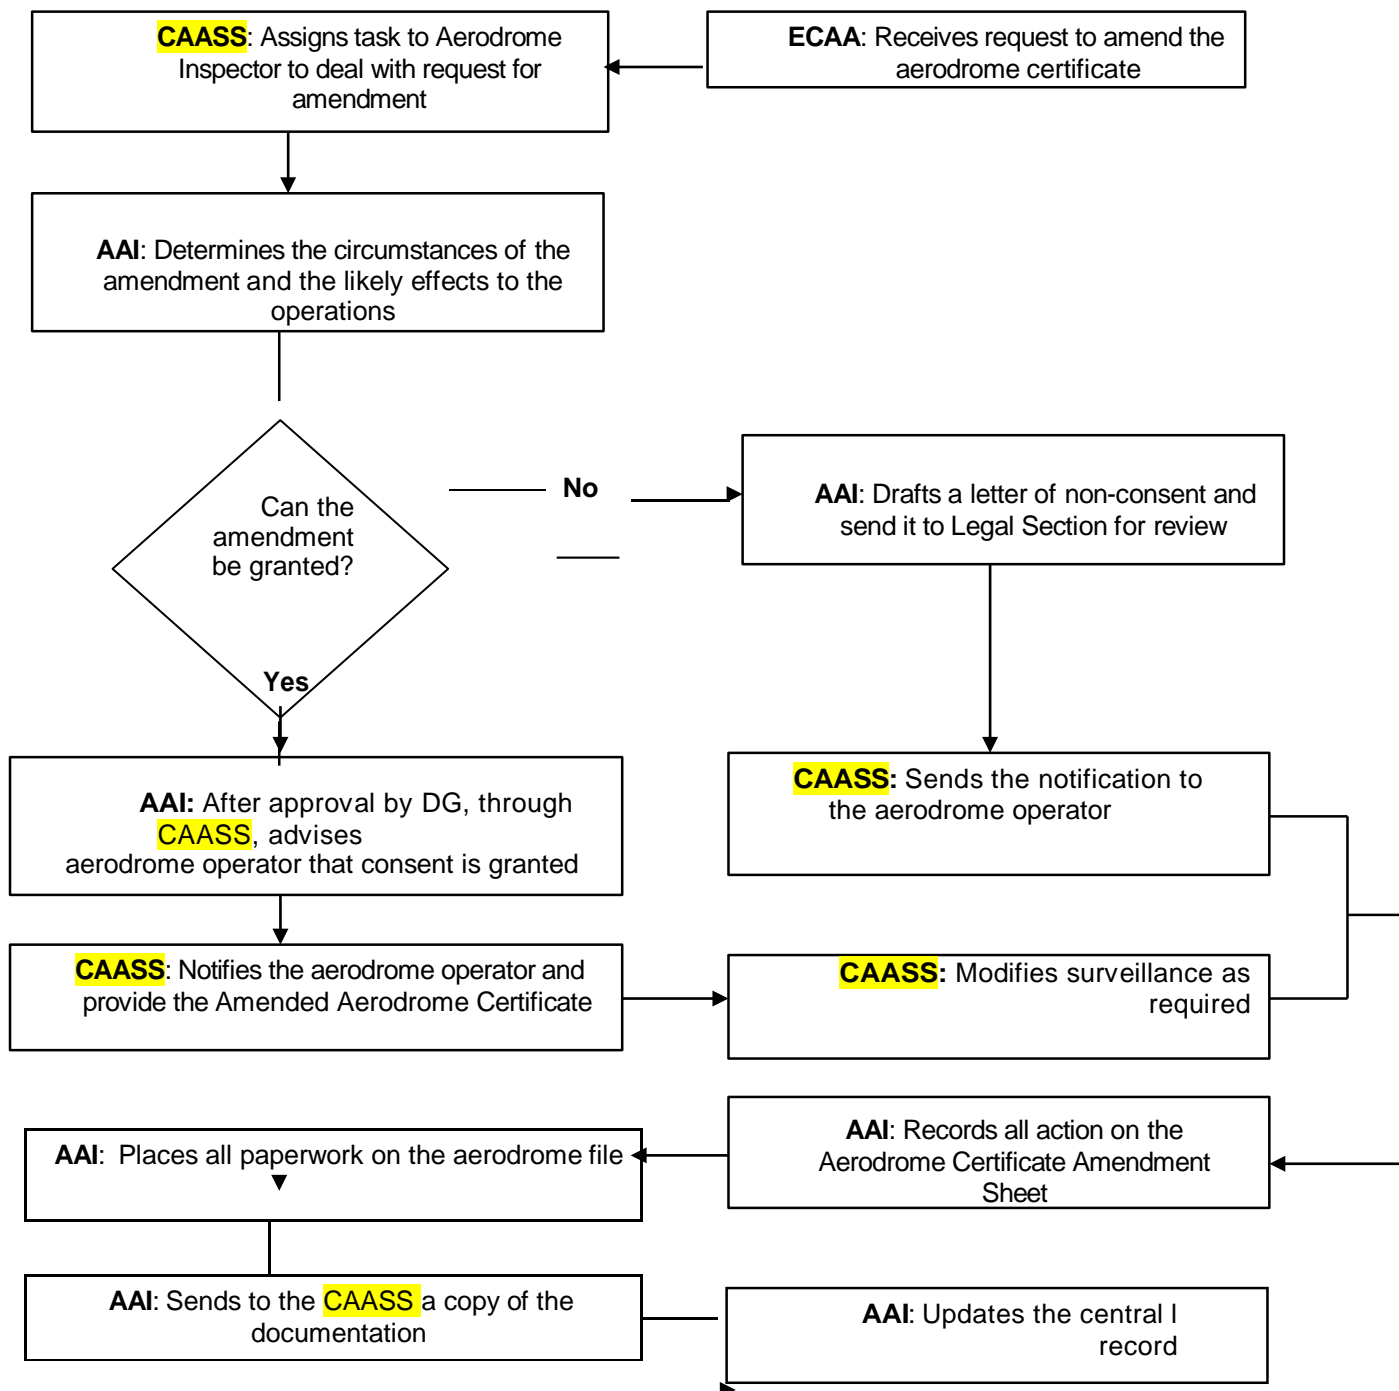 ECAA: Receives request to amend the
aerodrome certificate
CAASS: Assigns task to Aerodrome
Inspector to deal with request for
amendment
AAI: Determines the circumstances of the
amendment and the likely effects to the
operations
Can the
amendment
be granted?
No
AAI: Drafts a letter of non-consent and
send it to Legal Section for review
Yes
CAASS: Sends the notification to
the aerodrome operator
AAI: After approval by DG, through
CAASS, advises
aerodrome operator that consent is granted
CAASS: Notifies the aerodrome operator and
provide the Amended Aerodrome Certificate
CAASS: Modifies surveillance as
required
AAI: Records all action on the
Aerodrome Certificate Amendment
Sheet
AAI: Places all paperwork on the aerodrome file
AAI: Sends to the CAASS a copy of the
documentation
AAI: Updates the central l
record